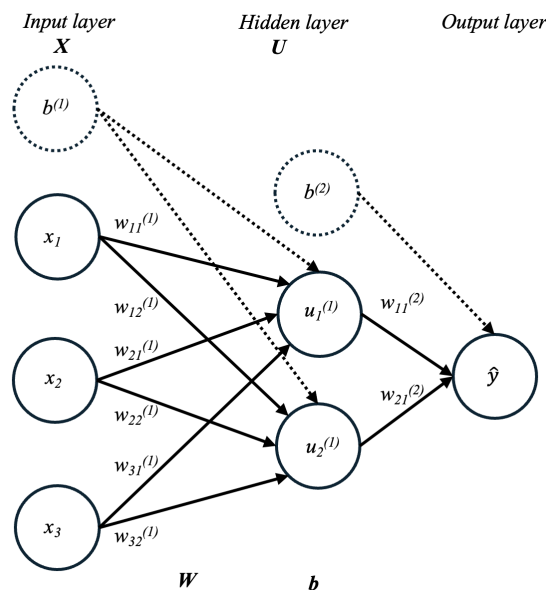 Input layer
X
Hidden layer
U
Output layer
b(1)
b(2)
x1
w11(1)
w12(1)
u1(1)
w11(2)
x2
w21(1)
w22(1)
ŷ
w21(2)
u2(1)
x3
w31(1)
w32(1)
W
b